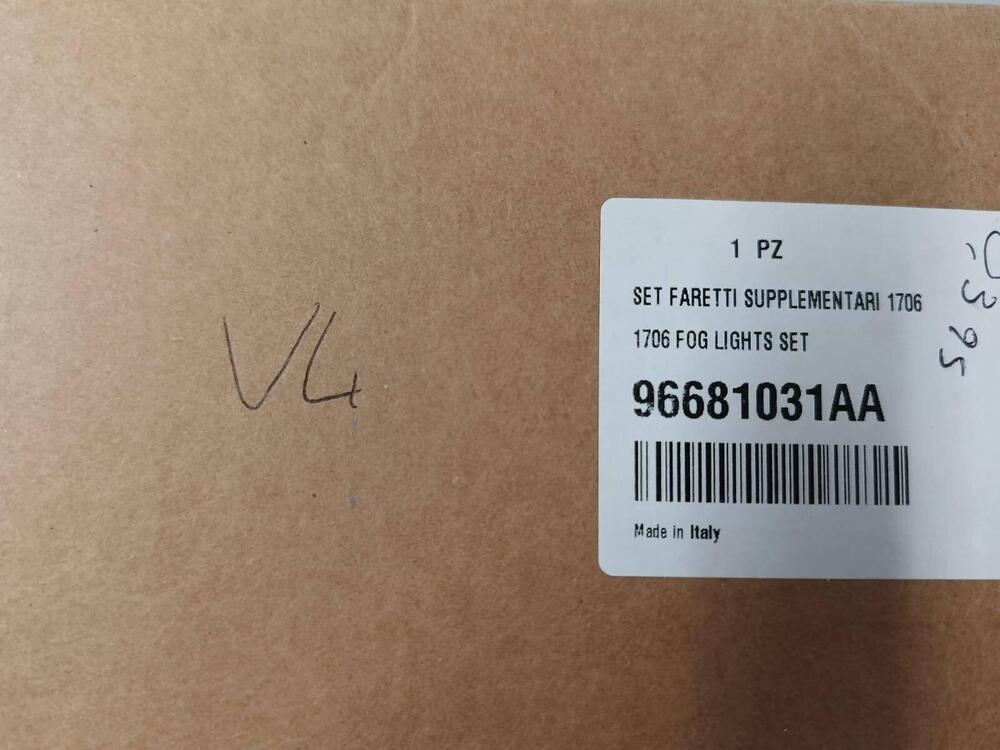 V4
1 PZ
SET FARETTI SUPPLEMENTARI 1706
1706 FOG LIGHTS SET
96681031AA
Made in Italy